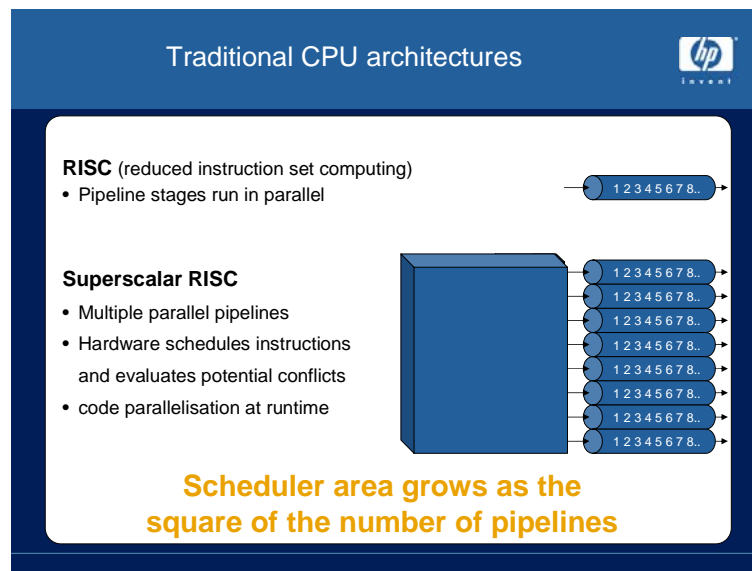 Traditional CPU architectures
hp
invent
RISC (reduced instruction set computing)
• Pipeline stages run in parallel
1 2 3 4 5 6 7 8..
Superscalar RISC
• Multiple parallel pipelines
• Hardware schedules instructions
and evaluates potential conflicts
• code parallelisation at runtime
1 2 3 4 5 6 7 8..
1 2 3 4 5 6 7 8..
1 2 3 4 5 6 7 8..
1 2 3 4 5 6 7 8..
1 2 3 4 5 6 7 8..
1 2 3 4 5 6 7 8..
1 2 3 4 5 6 7 8..
1 2 3 4 5 6 7 8..
Scheduler area grows as the
square of the number of pipelines